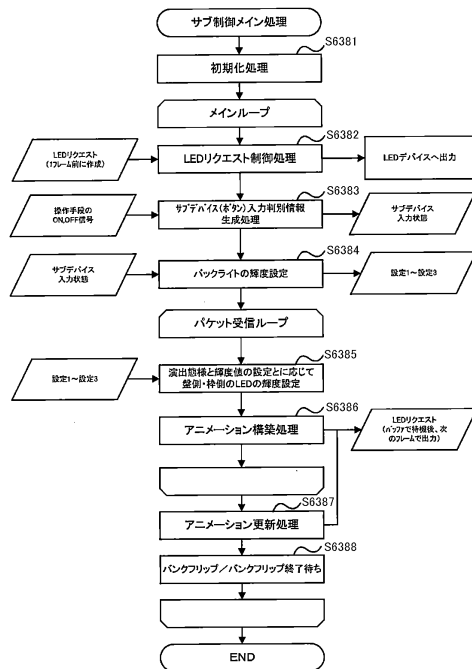 サブ制御メイン処理
S6381
初期化処理
メインループ
S6382
LEDリクエスト
(1フレーム前に作成)
LEDリクエスト制御処理
LEDデバイスへ出力
S6383
操作手段の
ON,OFF信号
サブデバイス(ボタン)入力判別情報
生成処理
サブデバイス
入力状態
S6384
サブデバイス
入力状態
バックライトの輝度設定
設定1~設定3
パケット受信ループ
S6385
設定1~設定3
演出態様と輝度値の設定とに応じて
盤側・枠側のLEDの輝度設定
S6386
アニメーション構築処理
LEDリクエスト
(バッファで待機後、次
のフレームで出力)
S6387
アニメーション更新処理
S6388
バンクフリップ/バンクフリップ終了待ち
END